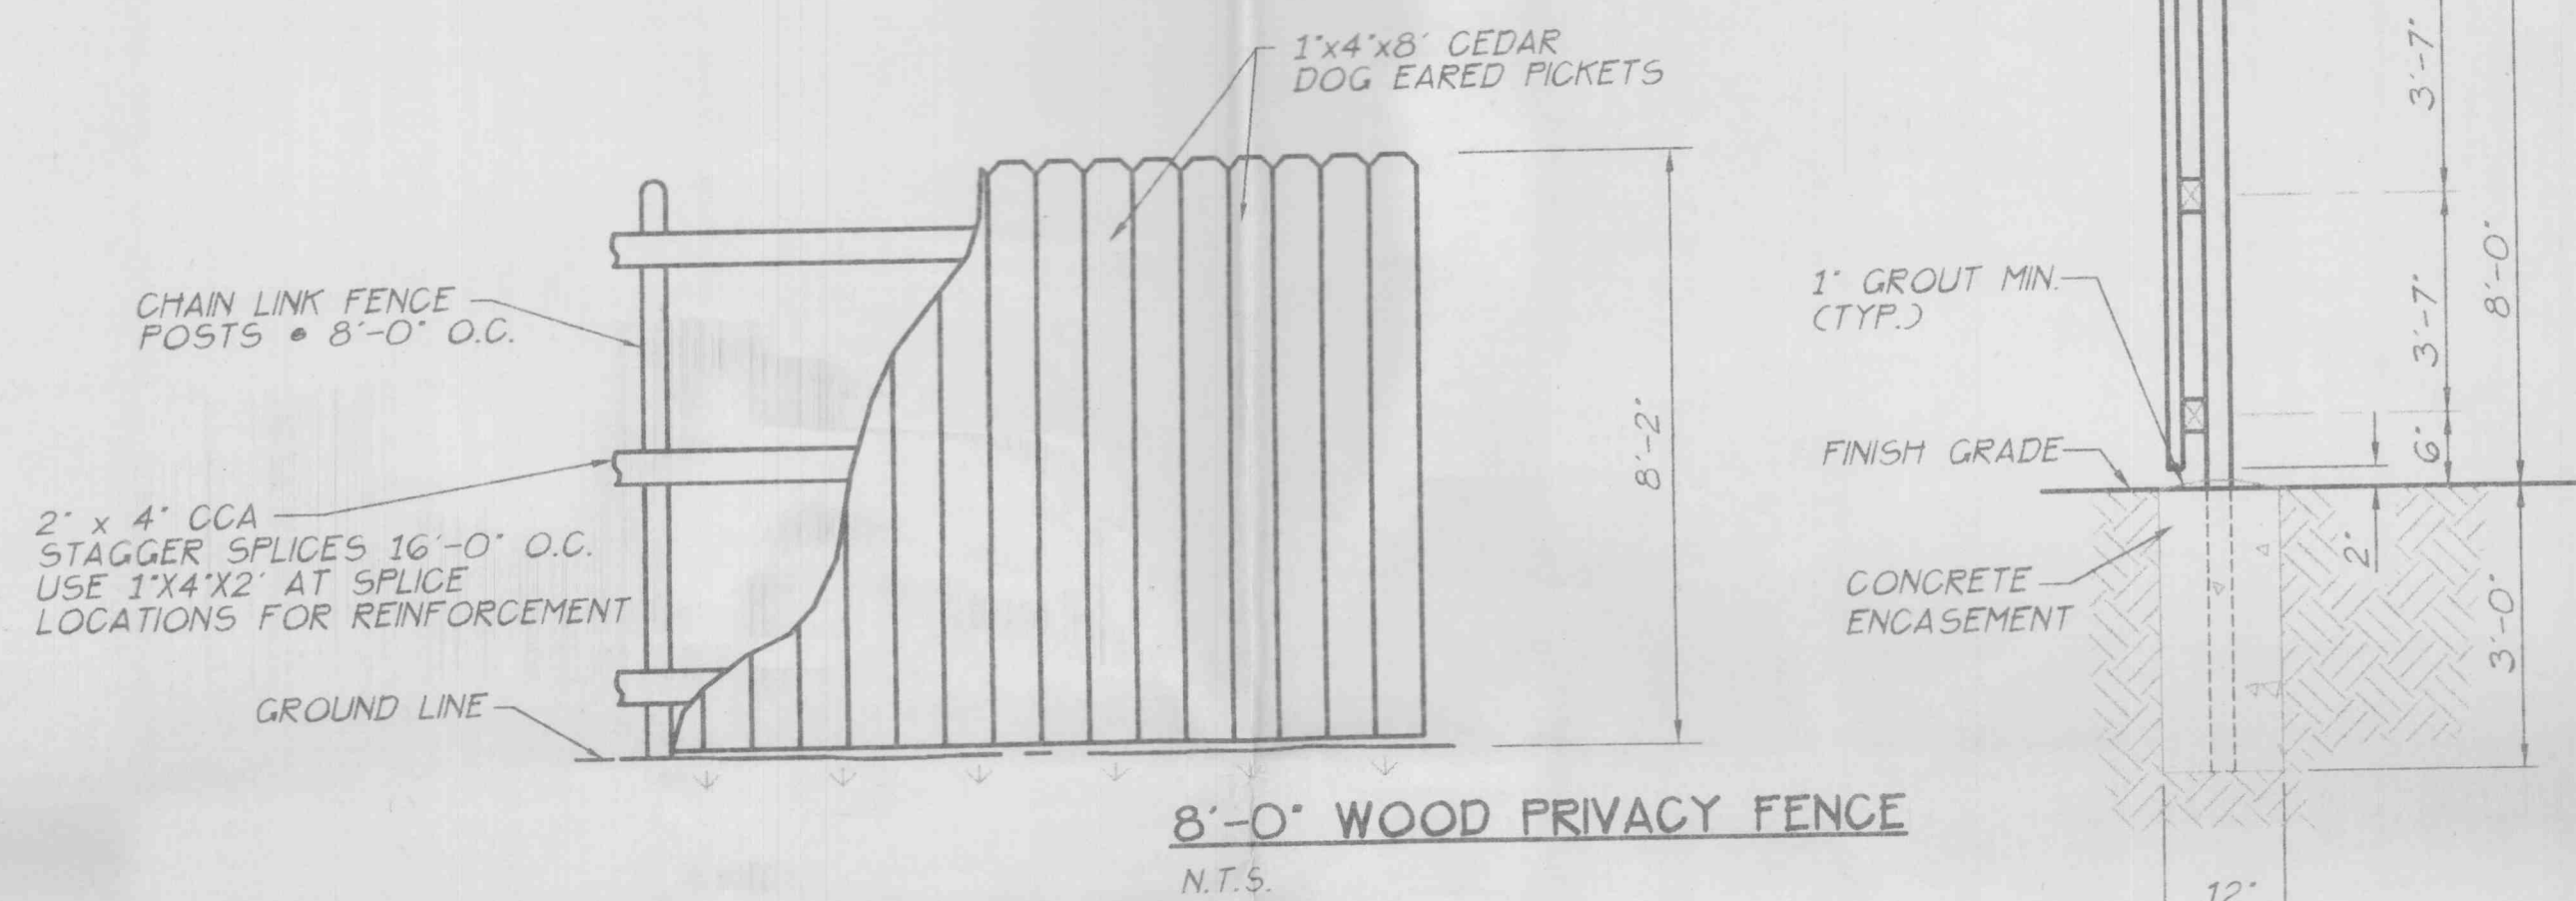 1"x4"x8' CEDAR
DOG EARED PICKETS
CHAIN LINK FENCE
POSTS @ 8'-0" O.C.
2" x 4" CCA
STAGGER SPLICES 16'-0" O.C.
USE 1"X4"X2' AT SPLICE
LOCATIONS FOR REINFORCEMENT
GROUND LINE
8'-2"
8'-0" WOOD PRIVACY FENCE
N.T.S.
3'-7"
3'-7"
8'-0"
6"
1" GROUT MIN.
(TYP.)
FINISH GRADE
2"
CONCRETE
ENCASEMENT
3'-0"
12"